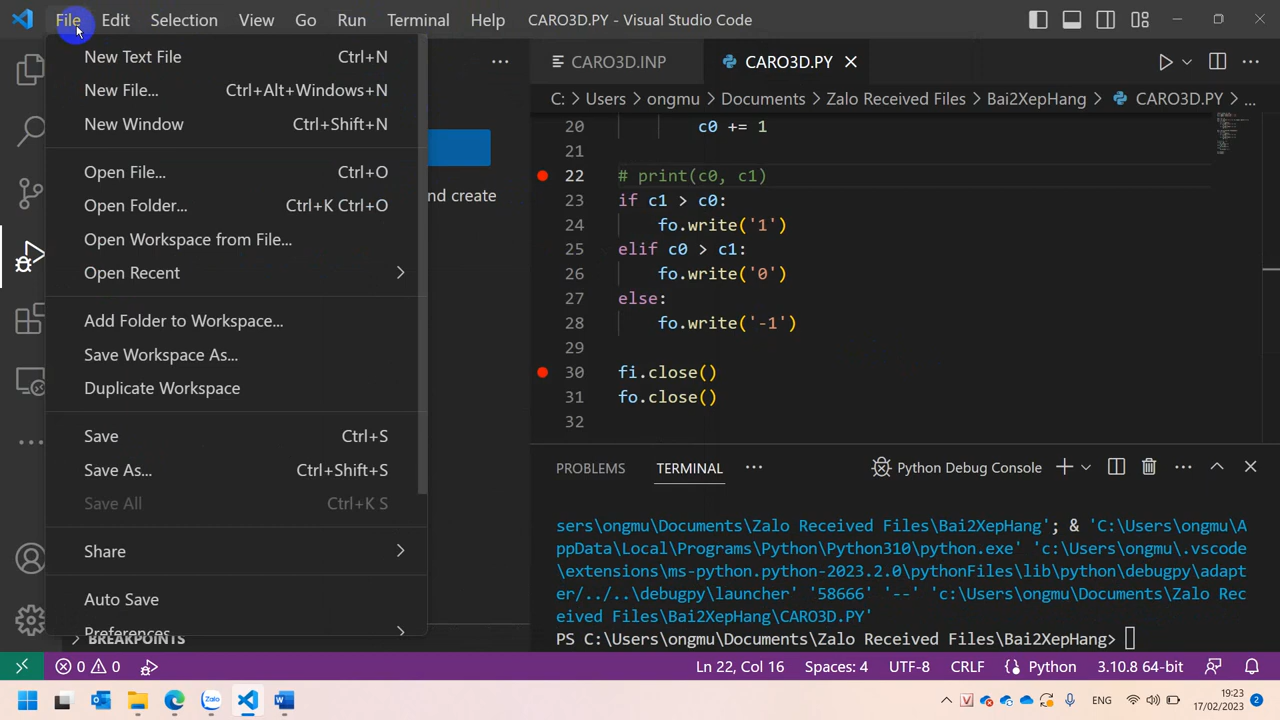 File Edit Selection View Go Run Terminal Help CARO3D.PY - Visual Studio Code
New Text File Ctrl+N
New File... Ctrl+Alt+Windows+N
New Window Ctrl+Shift+N
Open File... Ctrl+O
Open Folder... Ctrl+K Ctrl+O
Open Workspace from File...
Open Recent
Add Folder to Workspace...
Save Workspace As...
Duplicate Workspace
Save Ctrl+S
Save As... Ctrl+Shift+S
Save All Ctrl+K S
Share
Auto Save
Preferences
BREAKPOINTS
nd create
CARO3D.INP CARO3D.PY
C: Users ongmu Documents Zalo Received Files Bai2XepHang CARO3D.PY ...
20 c0 += 1
21
22 # print(c0, c1)
23 if c1 > c0:
24 fo.write('1')
25 elif c0 > c1:
26 fo.write('0')
27 else:
28 fo.write('-1')
29
30 fi.close()
31 fo.close()
32
PROBLEMS TERMINAL ... Python Debug Console
sers\ongmu\Documents\Zalo Received Files\Bai2XepHang'; & 'C:\Users\ongmu\A
ppData\Local\Programs\Python\Python310\python.exe' 'c:\Users\ongmu\.vscode
\extensions\ms-python.python-2023.2.0\pythonFiles\lib\python\debugpy\adapt
er/../..\debugpy\launcher' '58666' '--' 'c:\Users\ongmu\Documents\Zalo Rec
eived Files\Bai2XepHang\CARO3D.PY'
PS C:\Users\ongmu\Documents\Zalo Received Files\Bai2XepHang>
0 0 Ln 22, Col 16 Spaces: 4 UTF-8 CRLF Python 3.10.8 64-bit
Zalo ENG 19:23
17/02/2023 2